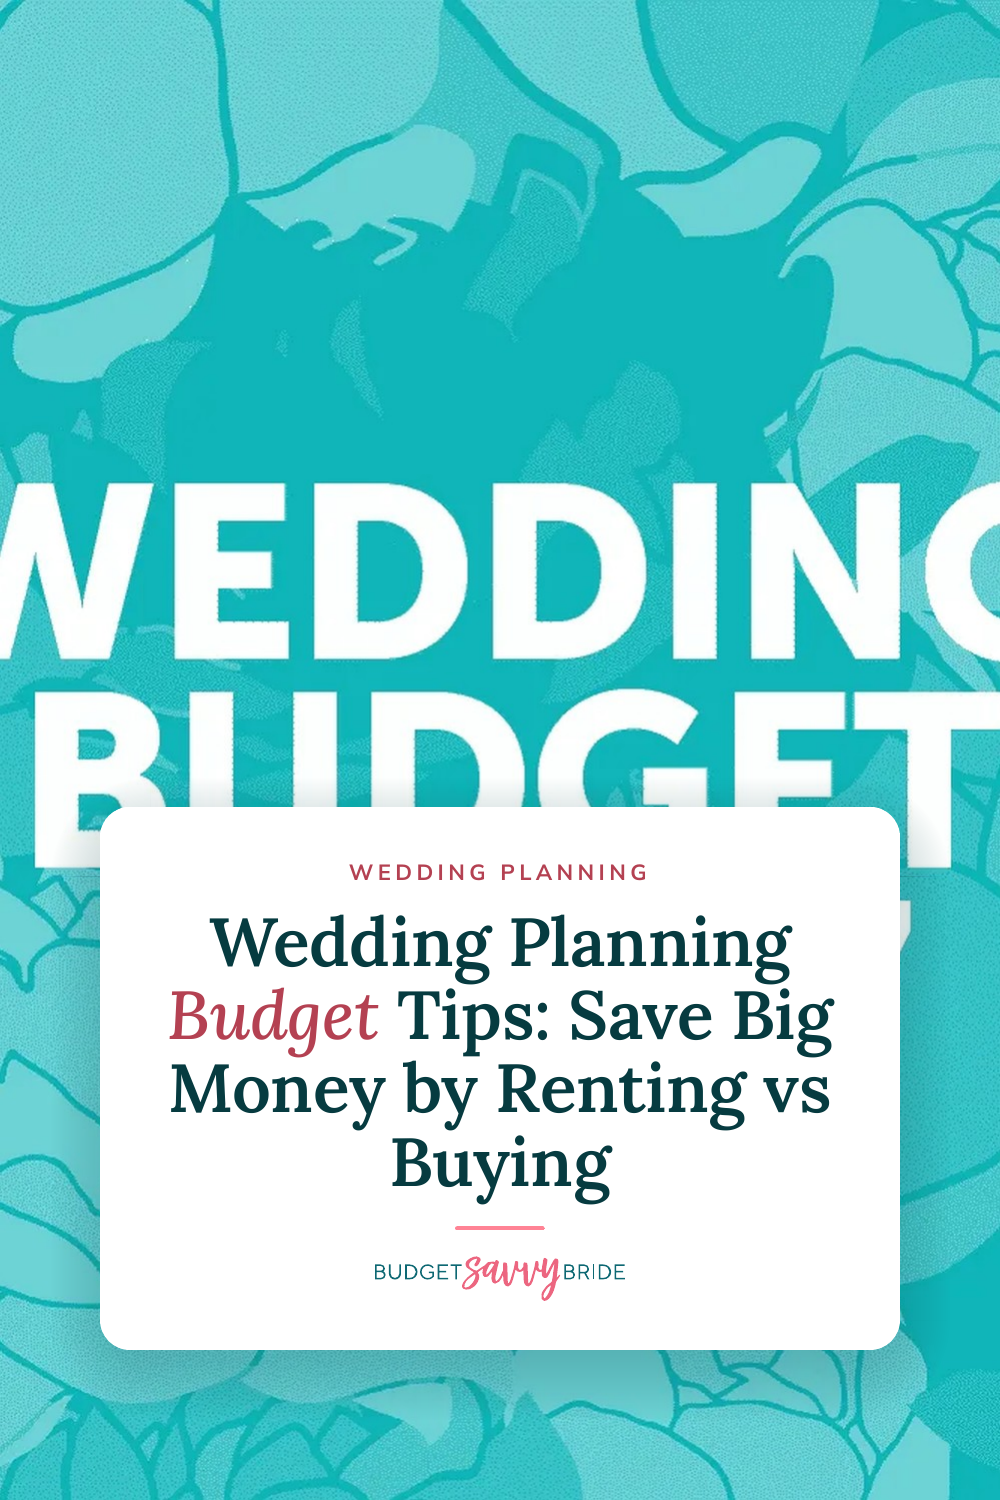 WEDDING
BUDGET
WEDDING PLANNING
Wedding Planning
Budget Tips: Save Big
Money by Renting vs
Buying
BUDGET savvy BRIDE